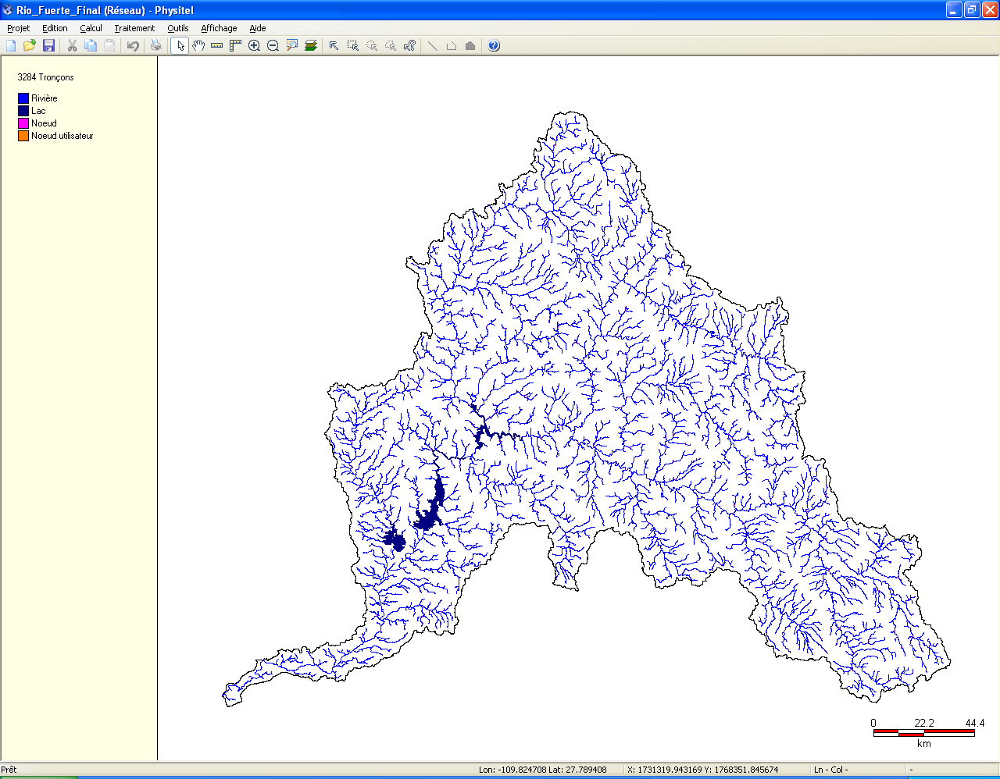 Rio_Fuerte_Final (Réseau) - Physitel
Projet Edition Calcul Traitement Outils Affichage Aide
3284 Tronçons
Rivière
Lac
Noeud
Noeud utilisateur
0 22.2 44.4
km
Prêt Lon: -109.824708 Lat: 27.789408 X: 1731319.943169 Y: 1768351.845674 Ln - Col - -